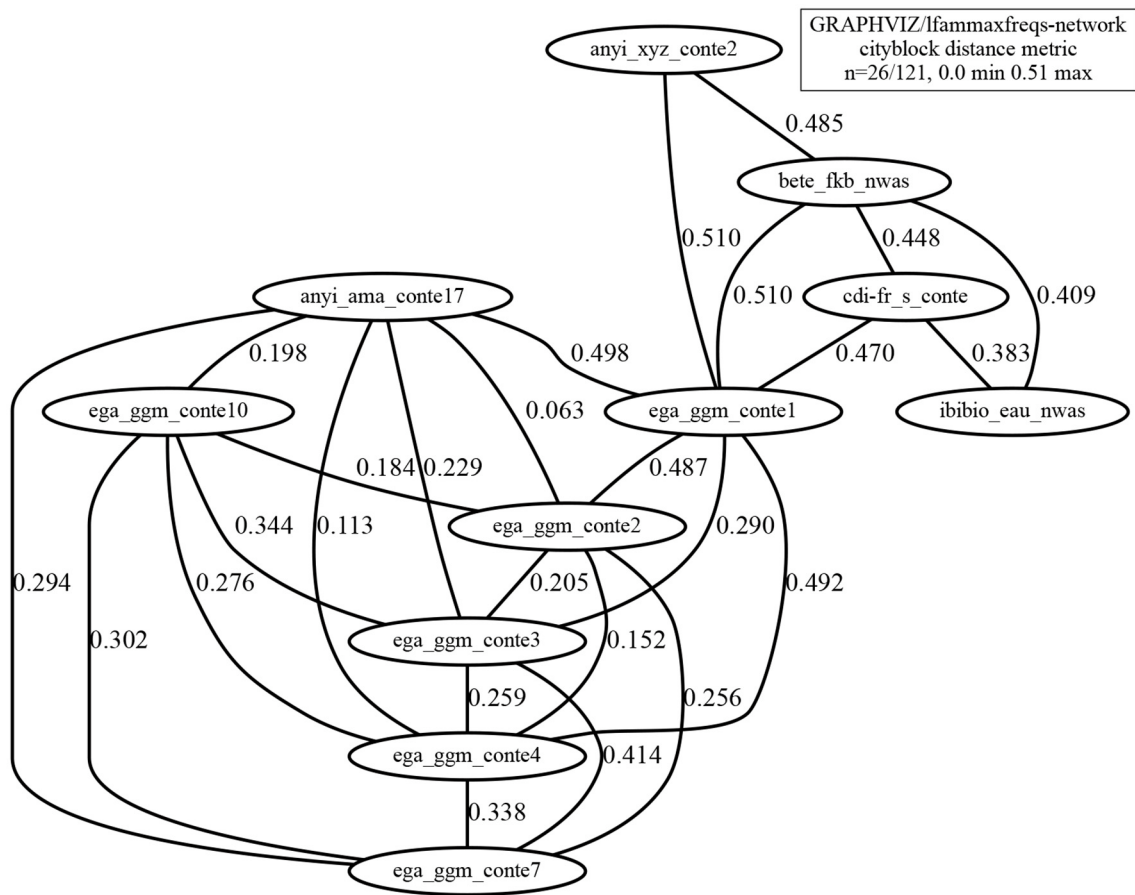 GRAPHVIZ/lfammaxfreqs-network
cityblock distance metric
n=26/121, 0.0 min 0.51 max
anyi_xyz_conte2
0.485
bete_fkb_nwas
0.510
0.448
anyi_ama_conte17
0.510
cdi-fr_s_conte
0.409
0.198
0.498
0.470
0.383
ega_ggm_conte10
0.063
ega_ggm_conte1
ibibio_eau_nwas
0.184
0.229
0.487
0.344
0.113
ega_ggm_conte2
0.290
0.294
0.276
0.205
0.492
0.302
ega_ggm_conte3
0.152
0.259
0.256
ega_ggm_conte4
0.414
0.338
ega_ggm_conte7